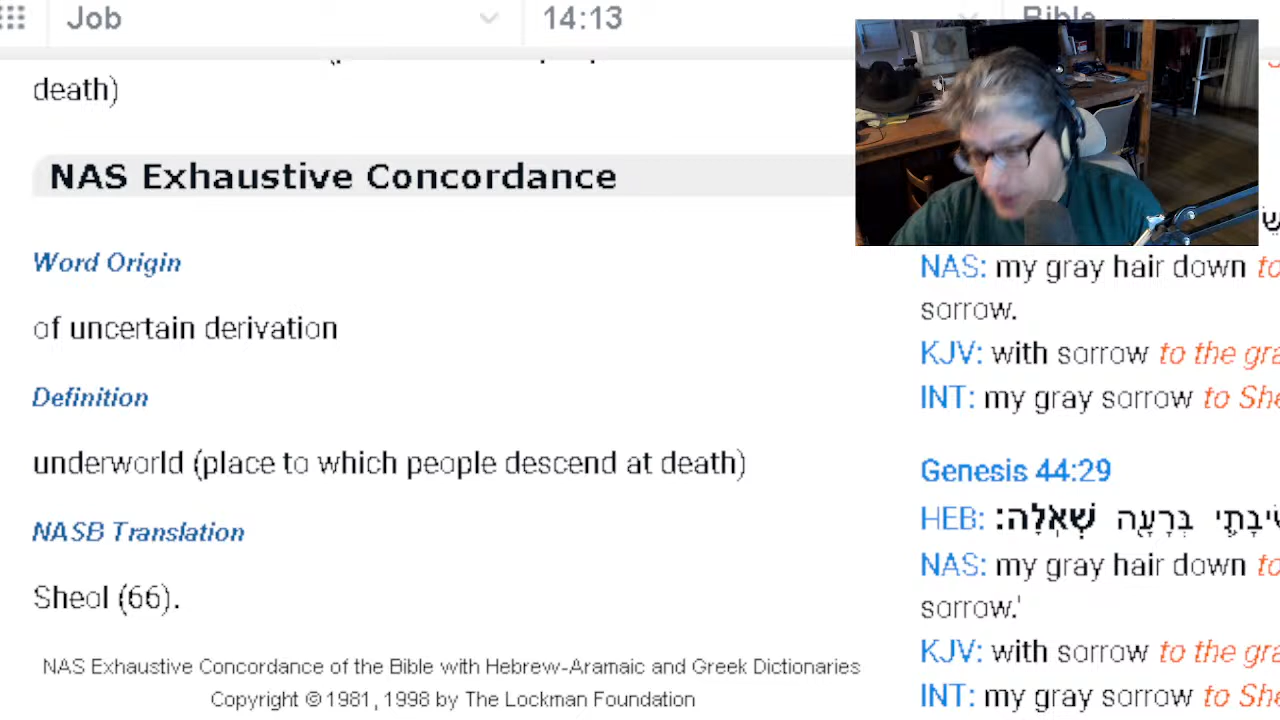 Job 14:13 Bible
death)
NAS Exhaustive Concordance
Word Origin
of uncertain derivation
Definition
underworld (place to which people descend at death)
NASB Translation
Sheol (66).
NAS Exhaustive Concordance of the Bible with Hebrew-Aramaic and Greek Dictionaries
Copyright © 1981, 1998 by The Lockman Foundation
NAS: my gray hair down
sorrow.
KJV: with sorrow to the
INT: my gray sorrow to
Genesis 44:29
HEB: בְּרָעָ֖ה שְׁאֹֽלָה׃
NAS: my gray hair down
sorrow.'
KJV: with sorrow to the
INT: my gray sorrow to